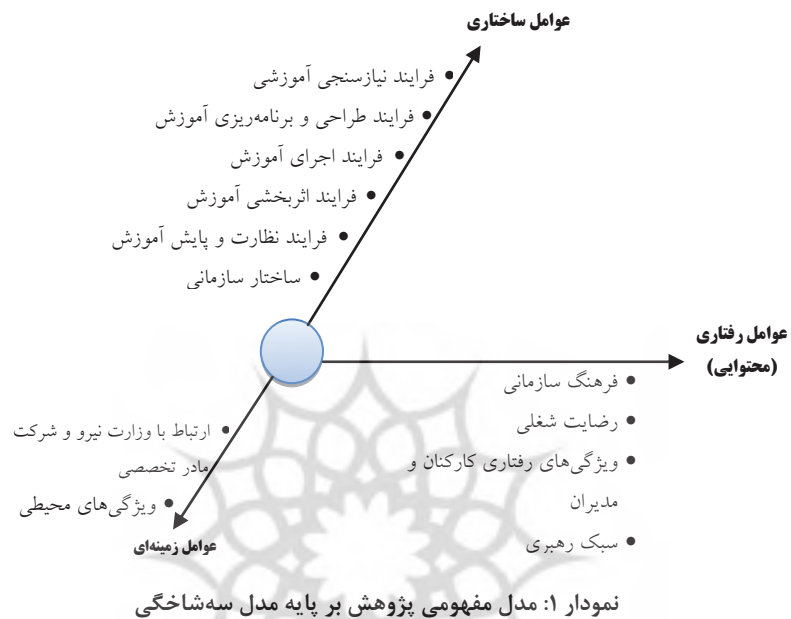 عوامل ساختاری
• فرایند نیازسنجی آموزشی
• فرایند طراحی و برنامه‌ریزی آموزش
• فرایند اجرای آموزش
• فرایند اثربخشی آموزش
• فرایند نظارت و پایش آموزش
• ساختار سازمانی
عوامل رفتاری
(محتوایی)
• فرهنگ سازمانی
• رضایت شغلی
• ویژگی‌های رفتاری کارکنان و
مدیران
• سبک رهبری
• ارتباط با وزارت نیرو و شرکت
مادر تخصصی
• ویژگی‌های محیطی
عوامل زمینه‌ای
نمودار ۱: مدل مفهومی پژوهش بر پایه مدل سه‌شاخگی